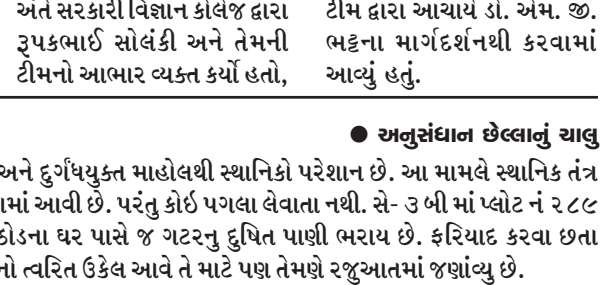 અંતે સરકારી વિજ્ઞાન કોલેજ દ્વારા
રૂપકભાઈ સોલંકી અને તેમની
ટીમનો આભાર વ્યક્ત કર્યો હતો,
ટીમ દ્વારા આચાર્ય ડો. એમ. જી.
ભટ્ટના માર્ગદર્શનથી કરવામાં
આવ્યું હતું.
● અનુસંધાન છેલ્લાનું ચાલુ
અને દુર્ગંધયુક્ત માહોલથી સ્થાનિકો પરેશાન છે. આ મામલે સ્થાનિક તંત્ર
ામાં આવી છે. પરંતુ કોઇ પગલા લેવાતા નથી. સે- ૩ બી માં પ્લોટ નં ૨૮૯
ઠોડના ઘર પાસે જ ગટરનુ દુષિત પાણી ભરાય છે. ફરિયાદ કરવા છતા
નો ત્વરિત ઉકેલ આવે તે માટે પણ તેમણે રજુઆતમાં જણાંવ્યુ છે.